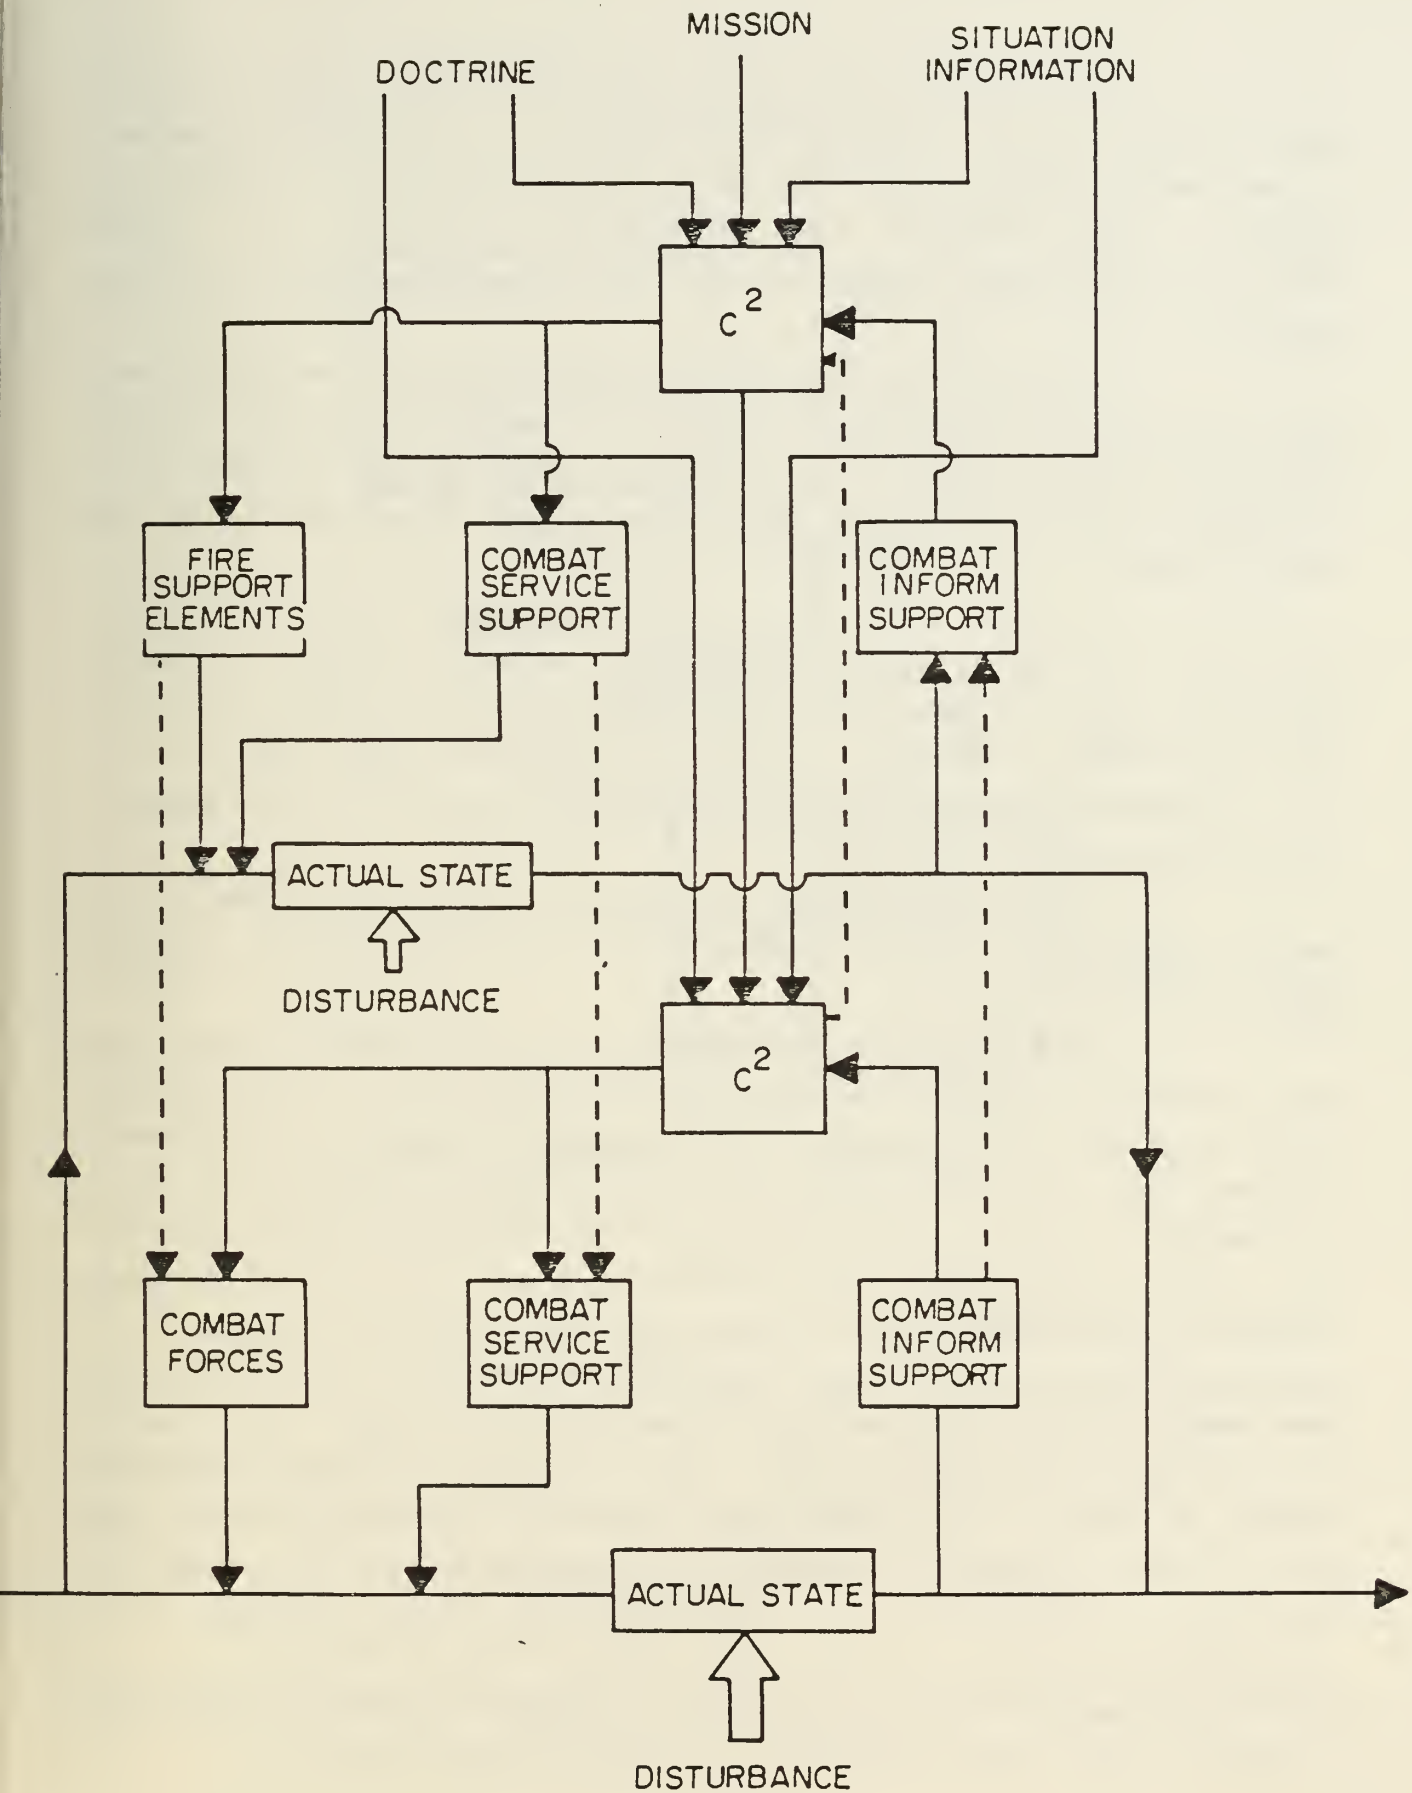 MISSION
DOCTRINE
SITUATION
INFORMATION
C²
FIRE
SUPPORT
ELEMENTS
COMBAT
SERVICE
SUPPORT
COMBAT
INFORM
SUPPORT
ACTUAL STATE
DISTURBANCE
C²
COMBAT
FORCES
COMBAT
SERVICE
SUPPORT
COMBAT
INFORM
SUPPORT
ACTUAL STATE
DISTURBANCE